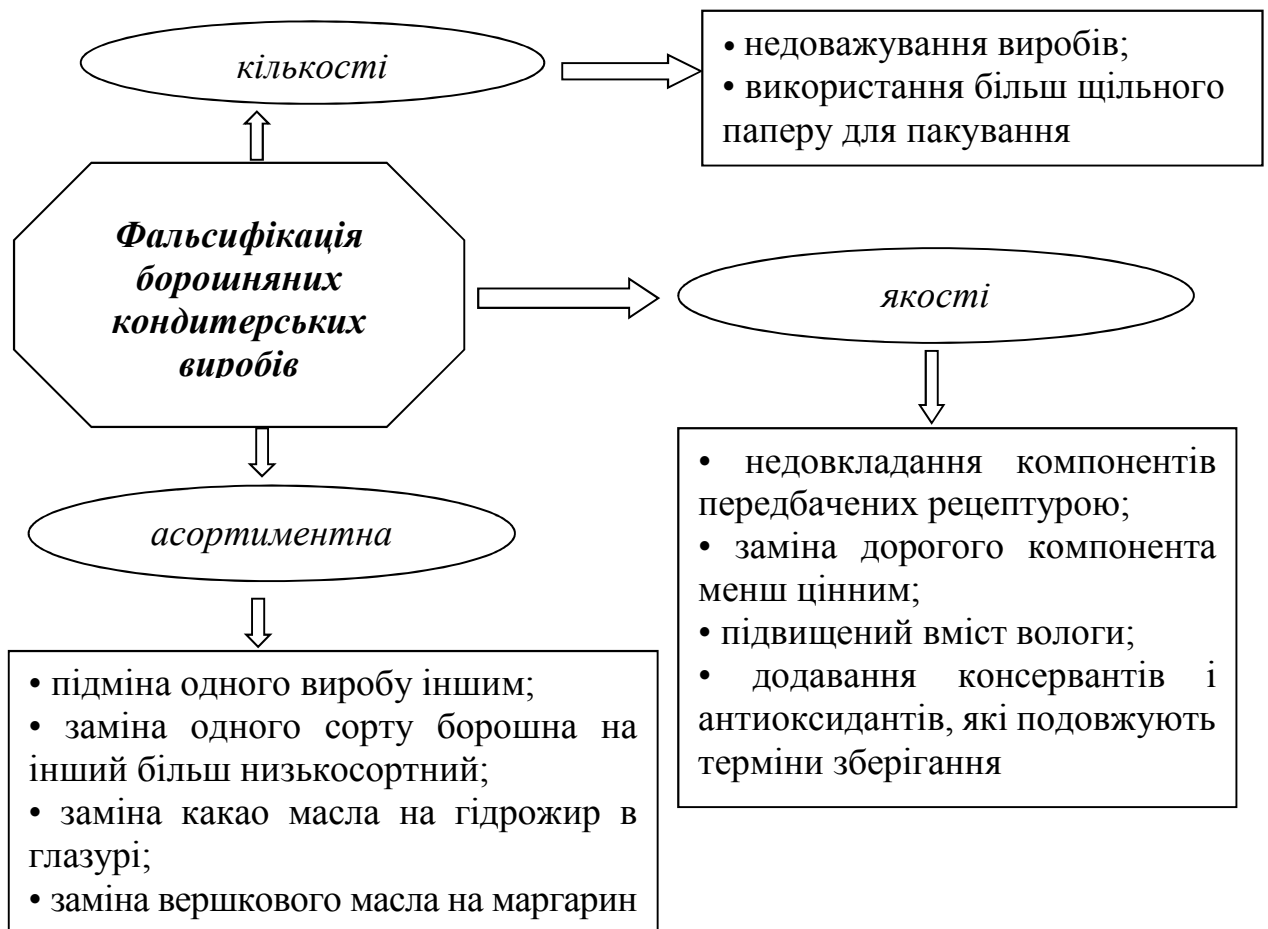 кількості
• недоважування виробів;
• використання більш щільного
паперу для пакування
Фальсифікація
борошняних
кондитерських
виробів
якості
• недовкладання компонентів
передбачених рецептурою;
• заміна дорогого компонента
менш цінним;
• підвищений вміст вологи;
• додавання консервантів і
антиоксидантів, які подовжують
терміни зберігання
асортиментна
• підміна одного виробу іншим;
• заміна одного сорту борошна на
інший більш низькосортний;
• заміна какао масла на гідрожир в
глазурі;
• заміна вершкового масла на маргарин